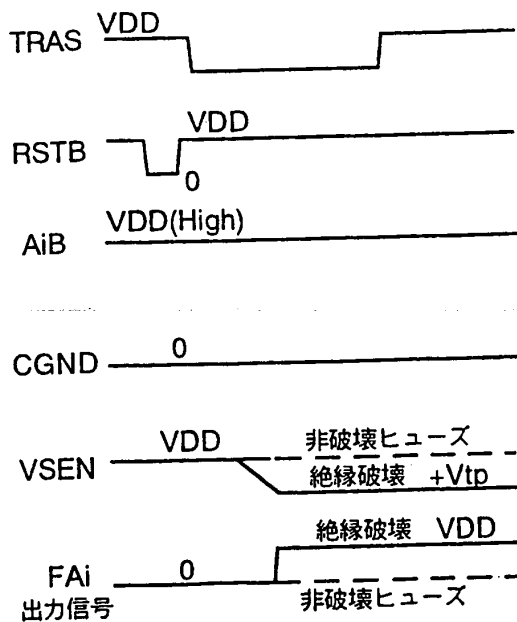 TRAS VDD
RSTB VDD
0
AiB VDD(High)
CGND 0
VSEN VDD 非破壊ヒューズ
絶縁破壊 +Vtp
FAi 0 絶縁破壊 VDD
出力信号 非破壊ヒューズ